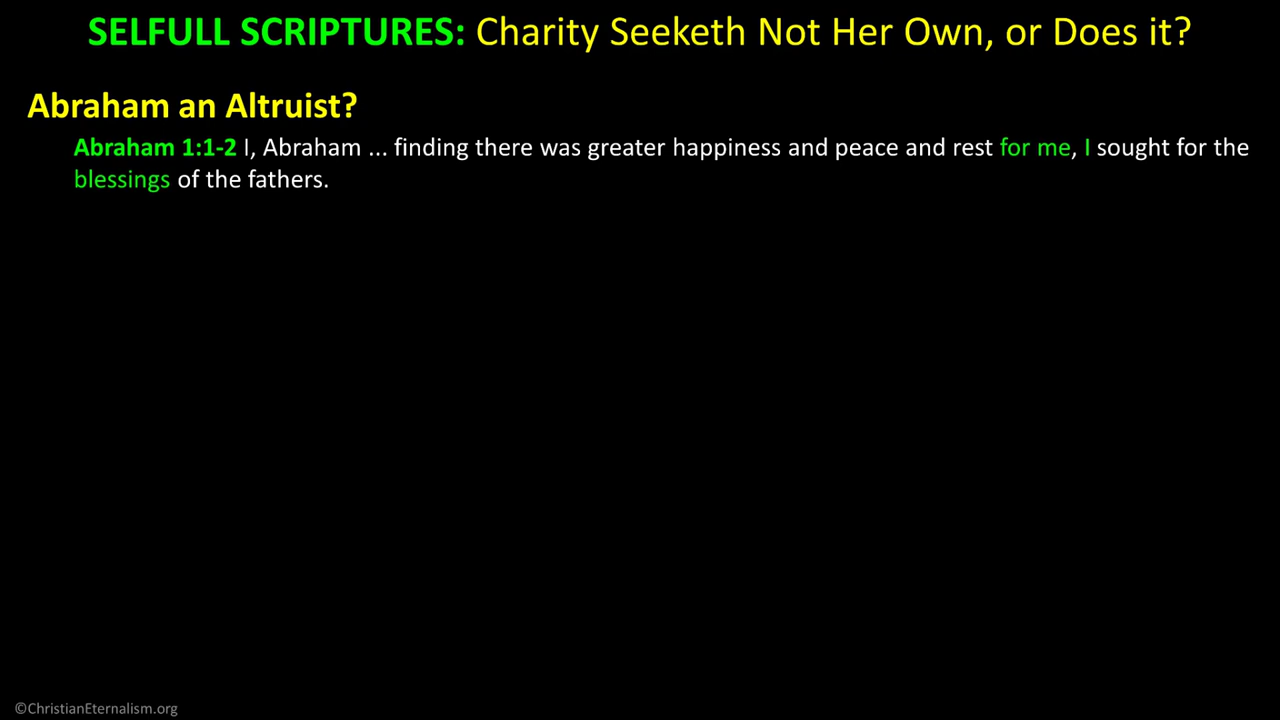 SELFULL SCRIPTURES: Charity Seeketh Not Her Own, or Does it?
Abraham an Altruist?
Abraham 1:1-2 I, Abraham ... finding there was greater happiness and peace and rest for me, I sought for the
blessings of the fathers.
©ChristianEternalism.org